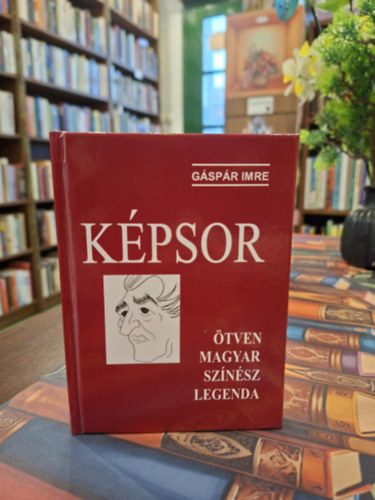 GÁSPÁR IMRE
KÉPSOR
ÖTVEN
MAGYAR
SZÍNÉSZ
LEGENDA